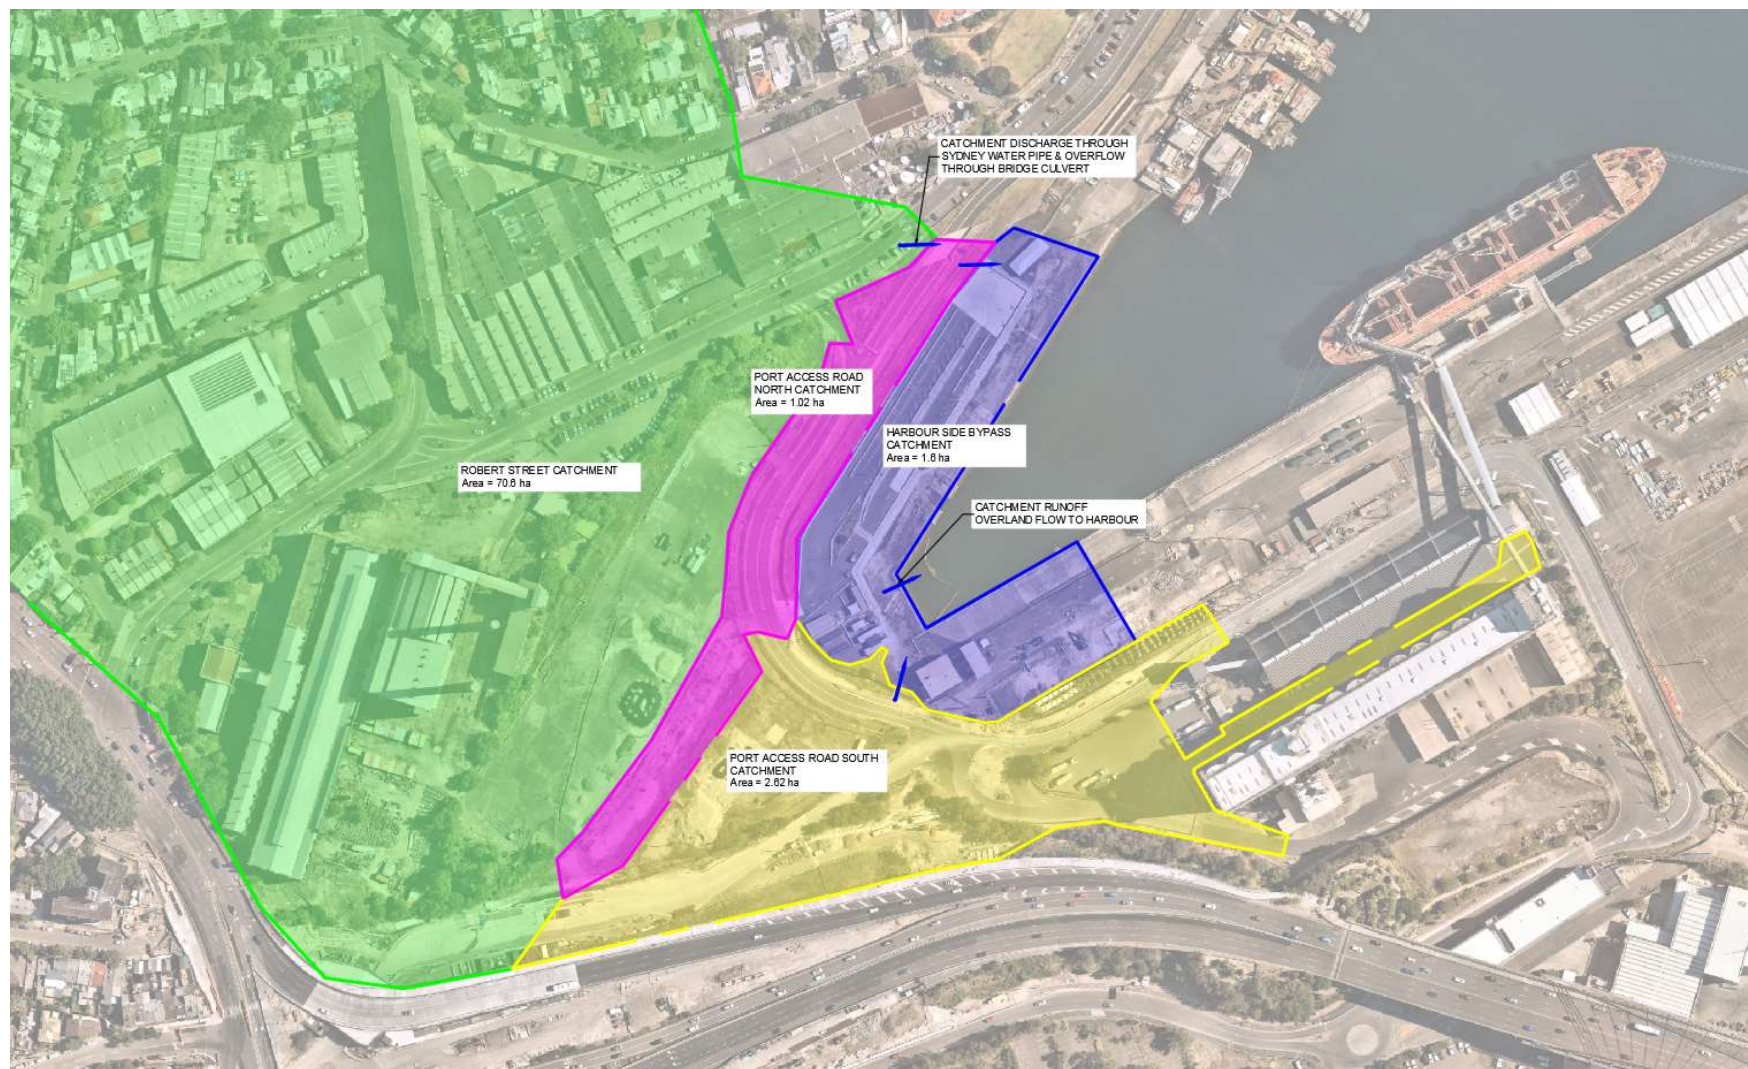 CATCHMENT DISCHARGE THROUGH
SYDNEY WATER PIPE & OVERFLOW
THROUGH BRIDGE CULVERT
PORT ACCESS ROAD
NORTH CATCHMENT
Area = 1.02 ha
HARBOUR SIDE BYPASS
CATCHMENT
Area = 1.6 ha
ROBERT STREET CATCHMENT
Area = 70.6 ha
CATCHMENT RUNOFF
OVERLAND FLOW TO HARBOUR
PORT ACCESS ROAD SOUTH
CATCHMENT
Area = 2.62 ha